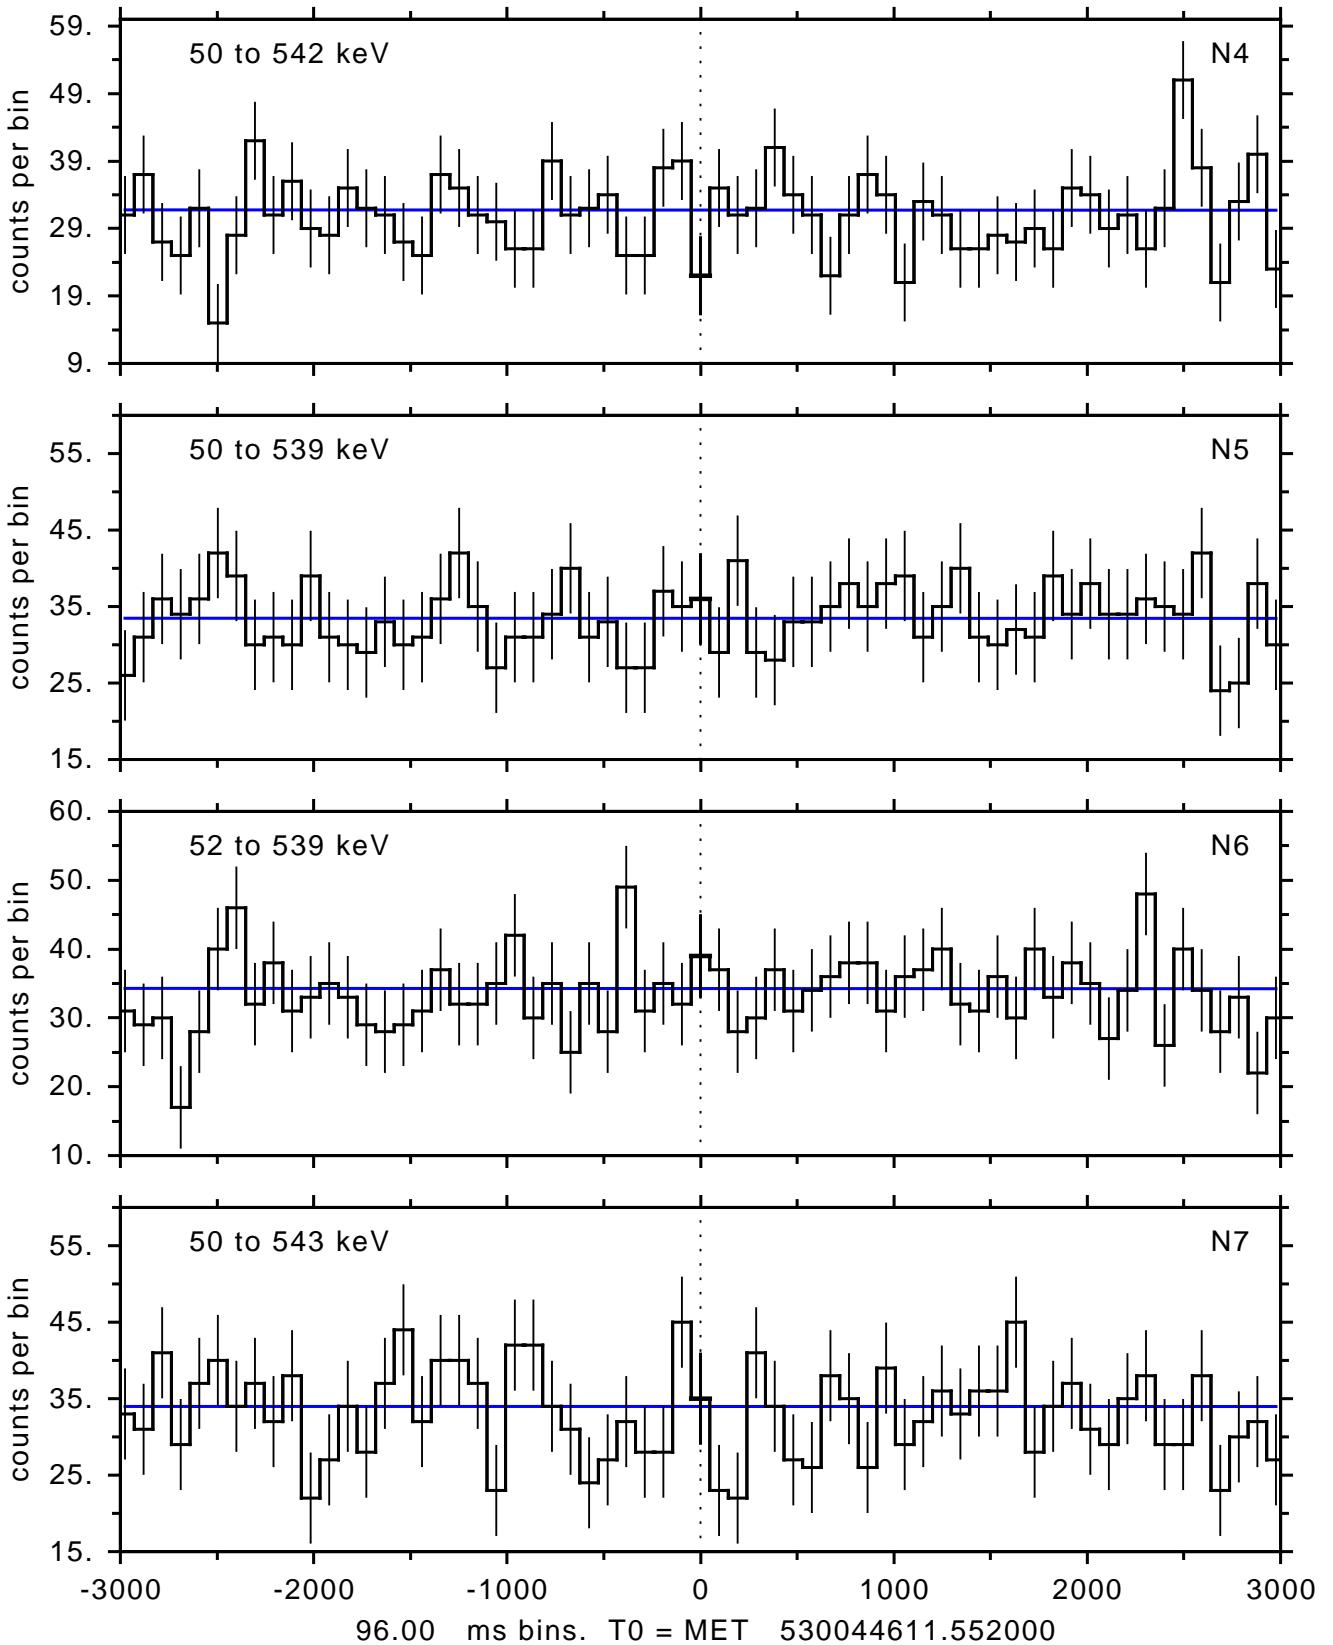 59.
50 to 542 keV N4
49.
39.
29.
19.
9.
counts per bin
50 to 539 keV N5
55.
45.
35.
25.
15.
counts per bin
60.
52 to 539 keV N6
50.
40.
30.
20.
10.
counts per bin
50 to 543 keV N7
55.
45.
35.
25.
15.
counts per bin
-3000 -2000 -1000 0 1000 2000 3000
96.00 ms bins. T0 = MET 530044611.552000